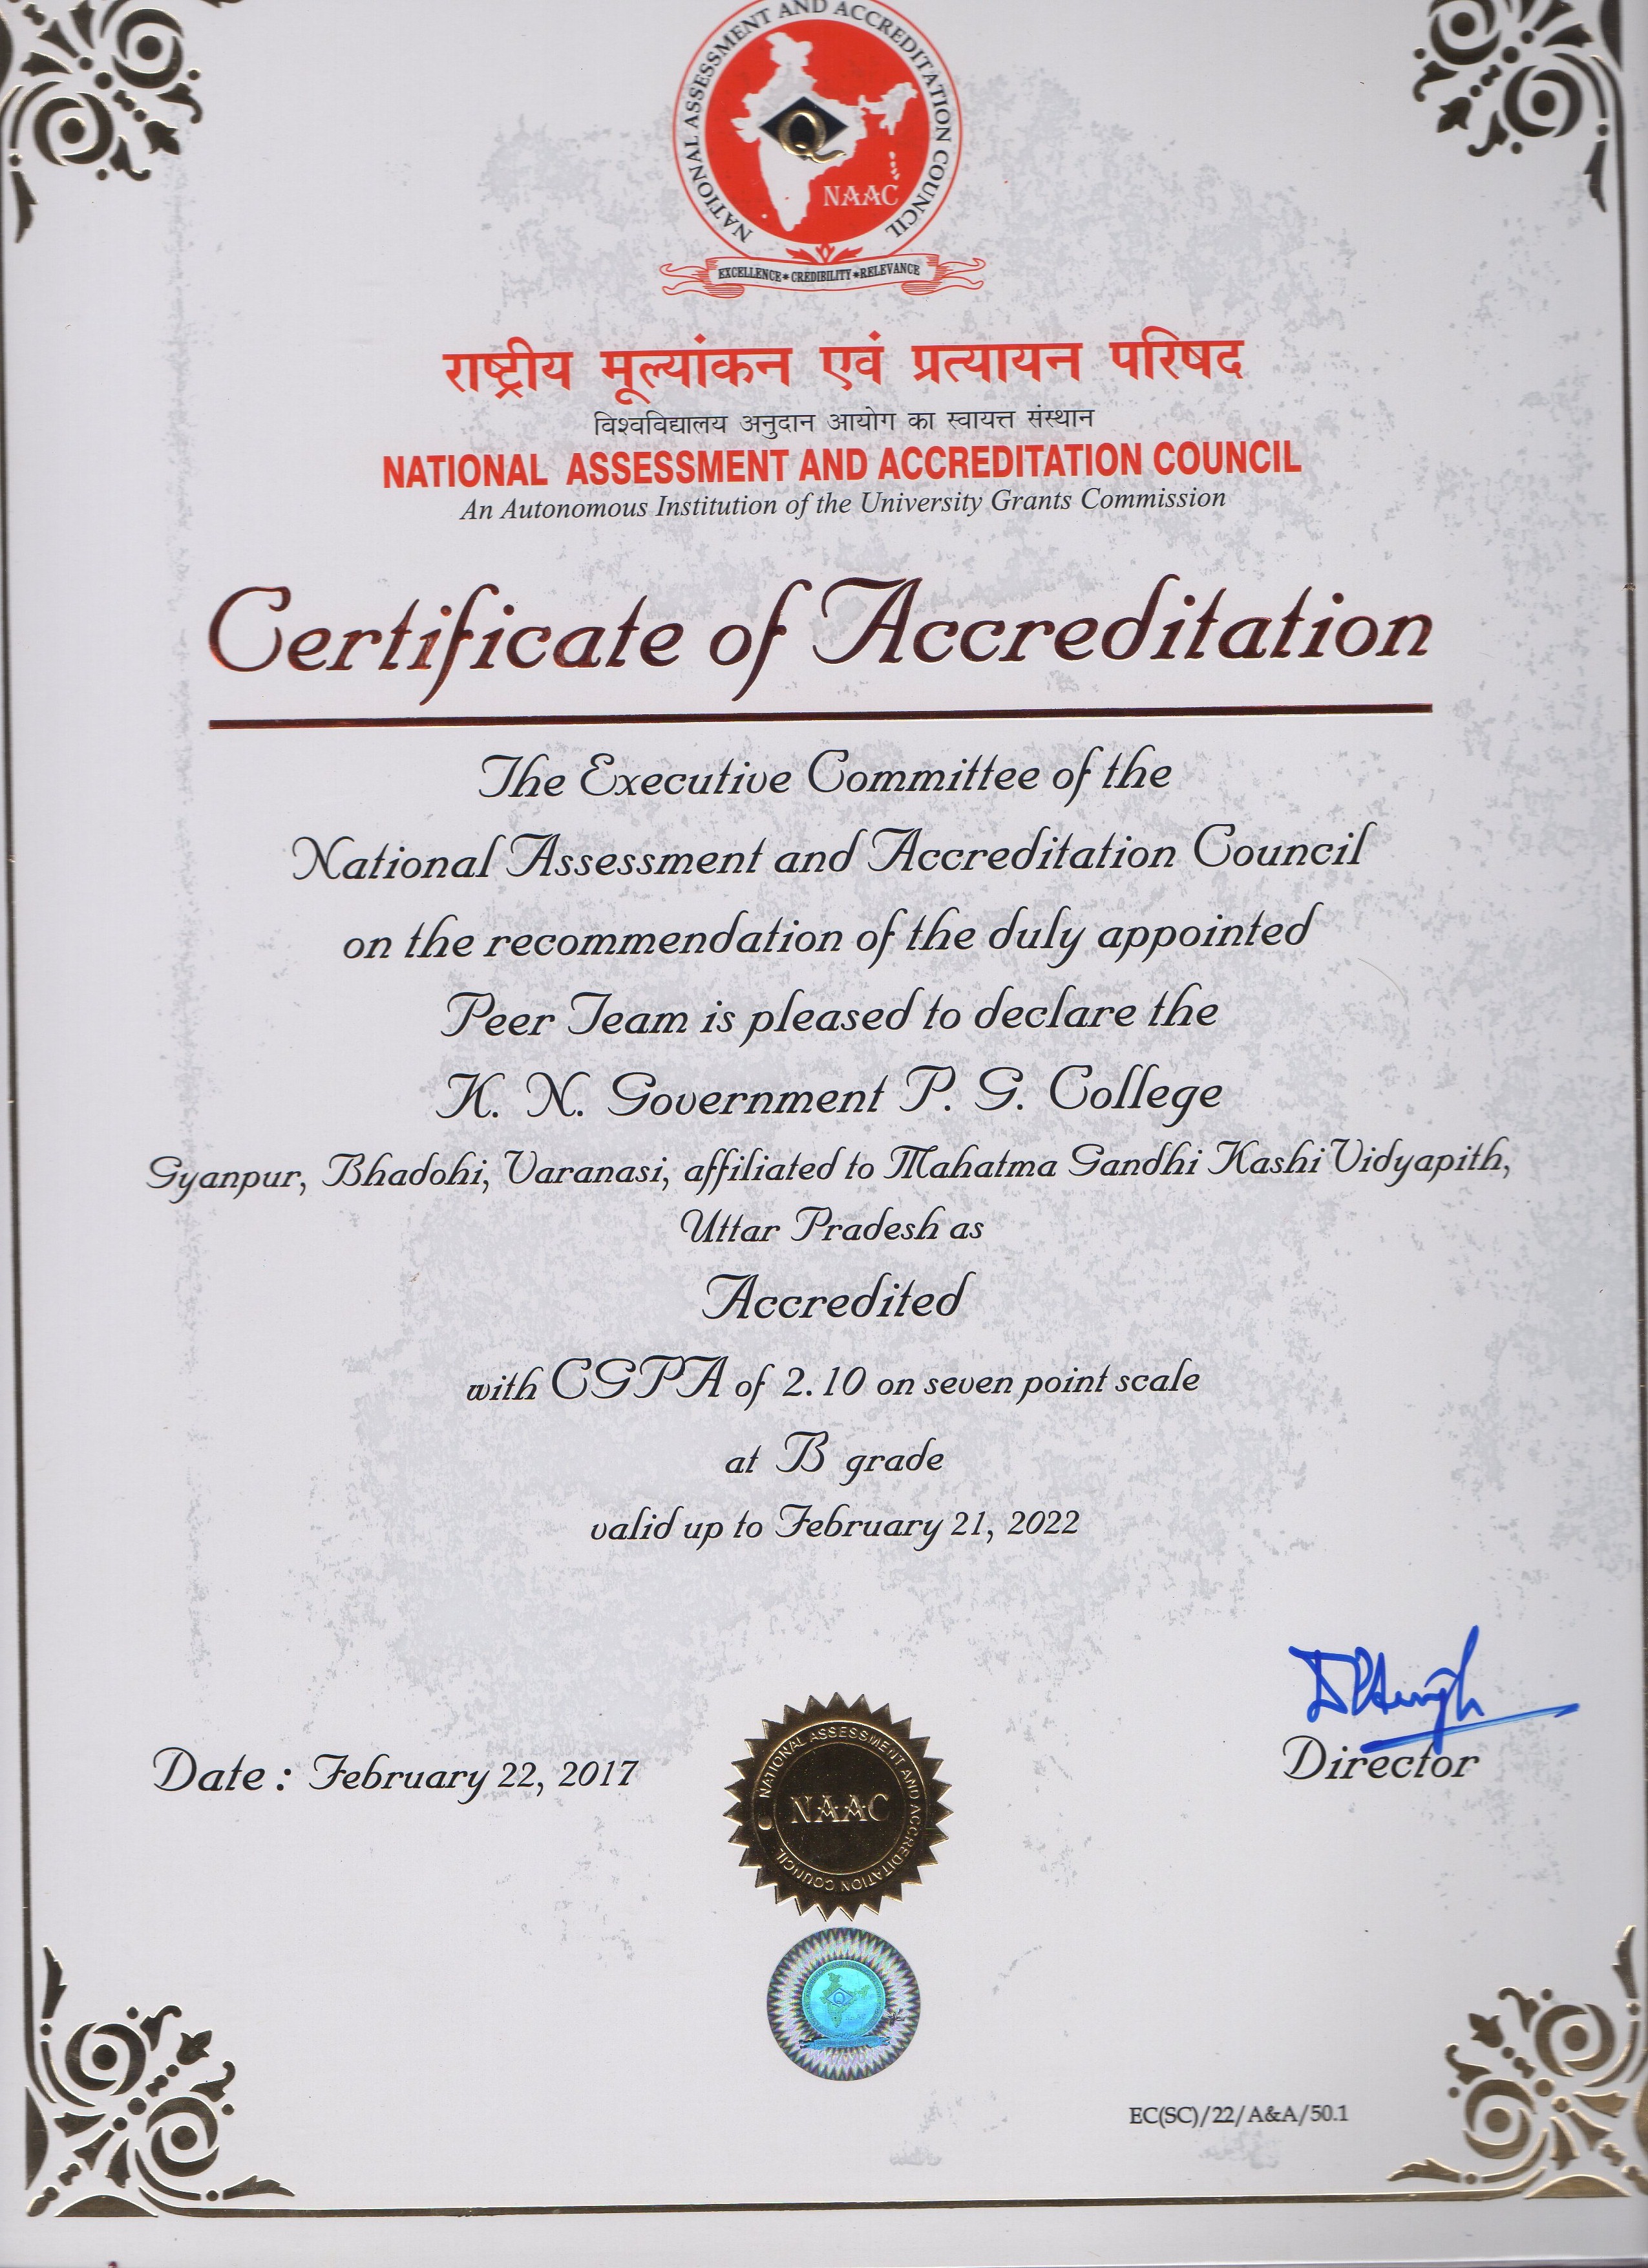 NATIONAL ASSESSMENT AND ACCREDITATION COUNCIL
Q
NAAC
EXCELLENCE * CREDIBILITY * RELEVANCE
राष्ट्रीय मूल्यांकन एवं प्रत्यायन परिषद
विश्वविद्यालय अनुदान आयोग का स्वायत्त संस्थान
NATIONAL ASSESSMENT AND ACCREDITATION COUNCIL
An Autonomous Institution of the University Grants Commission
Certificate of Accreditation
The Executive Committee of the
National Assessment and Accreditation Council
on the recommendation of the duly appointed
Peer Team is pleased to declare the
K. N. Government P. G. College
Gyanpur, Bhadohi, Varanasi, affiliated to Mahatma Gandhi Kashi Vidyapith,
Uttar Pradesh as
Accredited
with CGPA of 2.10 on seven point scale
at B grade
valid up to February 21, 2022
Date : February 22, 2017
NATIONAL ASSESSMENT AND ACCREDITATION COUNCIL
NAAC
Director
Q
EC(SC)/22/A&A/50.1